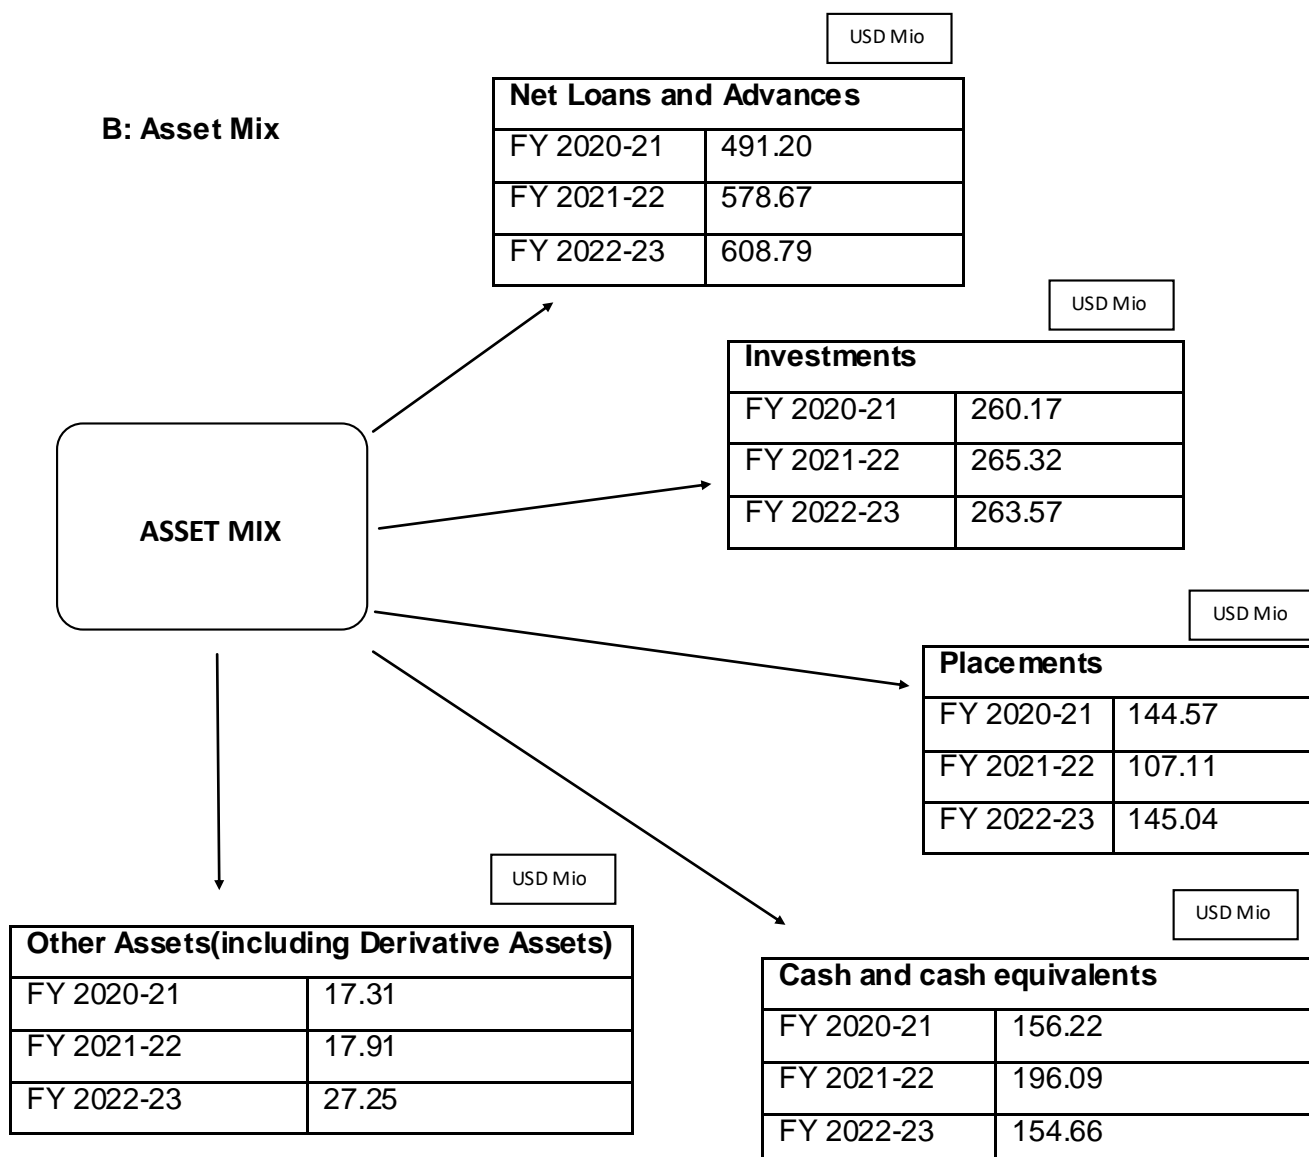 USD Mio
B: Asset Mix
Net Loans and Advances
FY 2020-21 491.20
FY 2021-22 578.67
FY 2022-23 608.79
USD Mio
Investments
FY 2020-21 260.17
FY 2021-22 265.32
FY 2022-23 263.57
ASSET MIX
USD Mio
Placements
FY 2020-21 144.57
FY 2021-22 107.11
FY 2022-23 145.04
USD Mio
Other Assets(including Derivative Assets)
FY 2020-21 17.31
FY 2021-22 17.91
FY 2022-23 27.25
USD Mio
Cash and cash equivalents
FY 2020-21 156.22
FY 2021-22 196.09
FY 2022-23 154.66